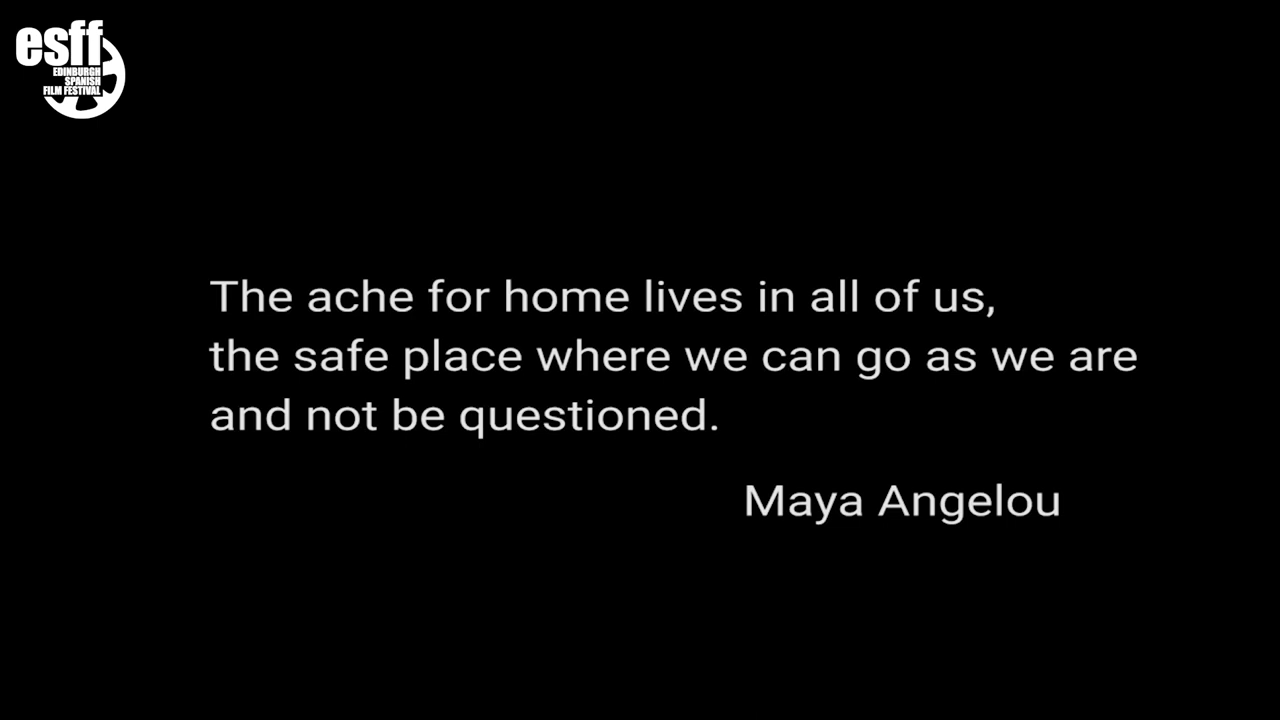 esff
EDINBURGH
SPANISH
FILM FESTIVAL
The ache for home lives in all of us,
the safe place where we can go as we are
and not be questioned.
Maya Angelou